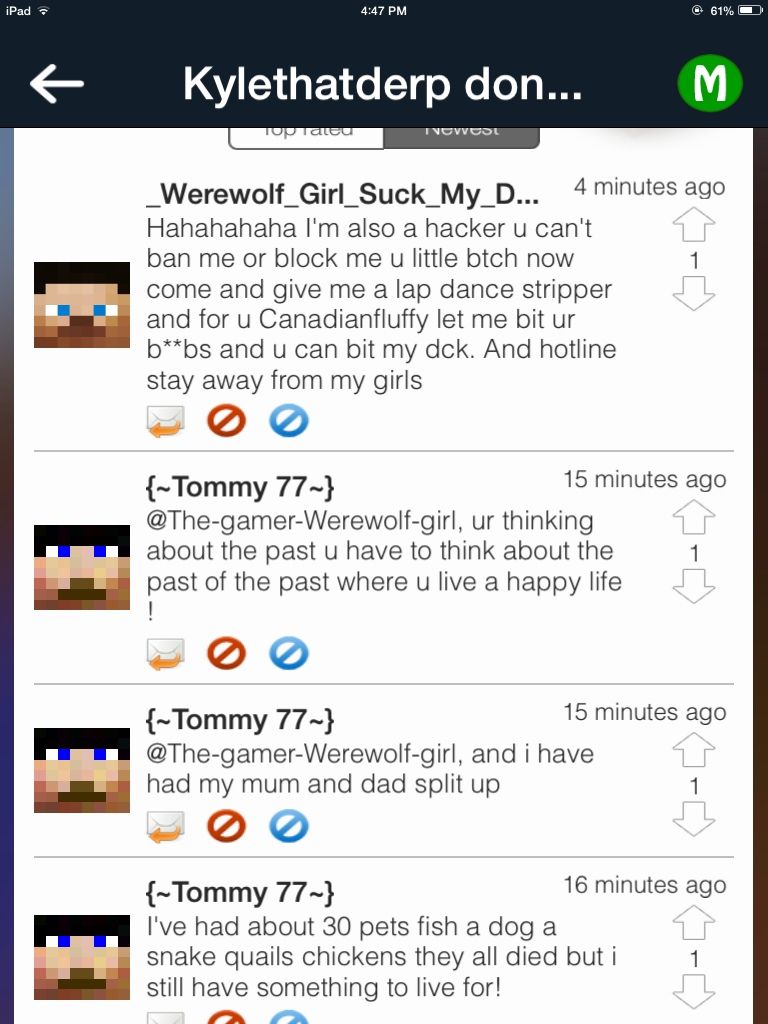 iPad 4:47 PM 61%
Kylethatderp don... M
Top rated Newest
_Werewolf_Girl_Suck_My_D... 4 minutes ago
Hahahahaha I'm also a hacker u can't
ban me or block me u little btch now
come and give me a lap dance stripper
and for u Canadianfluffy let me bit ur
b**bs and u can bit my dck. And hotline
stay away from my girls
1
{~Tommy 77~} 15 minutes ago
@The-gamer-Werewolf-girl, ur thinking
about the past u have to think about the
past of the past where u live a happy life
!
1
{~Tommy 77~} 15 minutes ago
@The-gamer-Werewolf-girl, and i have
had my mum and dad split up
1
{~Tommy 77~} 16 minutes ago
I've had about 30 pets fish a dog a
snake quails chickens they all died but i
still have something to live for!
1